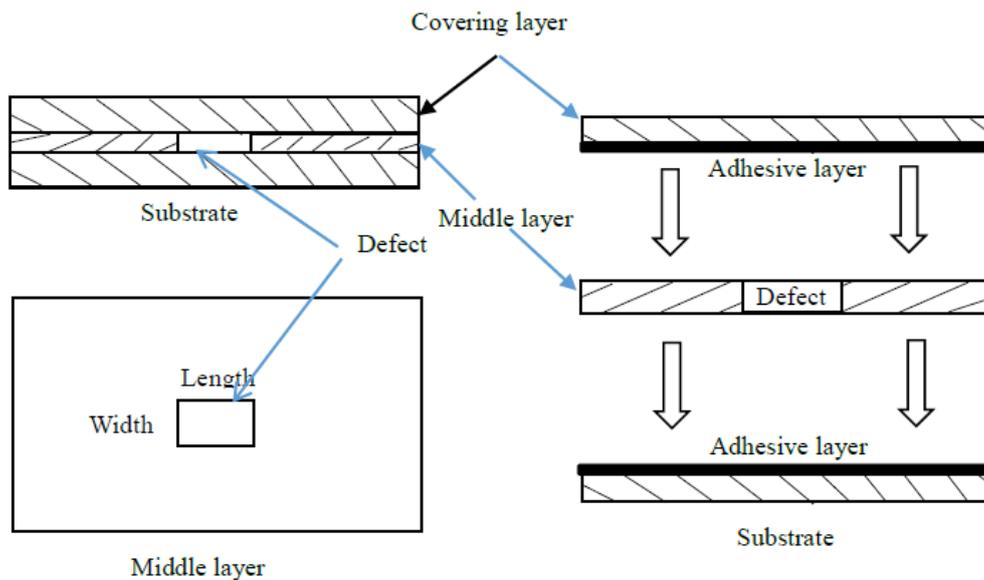 Covering layer
Substrate
Middle layer
Defect
Length
Width
Middle layer
Adhesive layer
Defect
Adhesive layer
Substrate